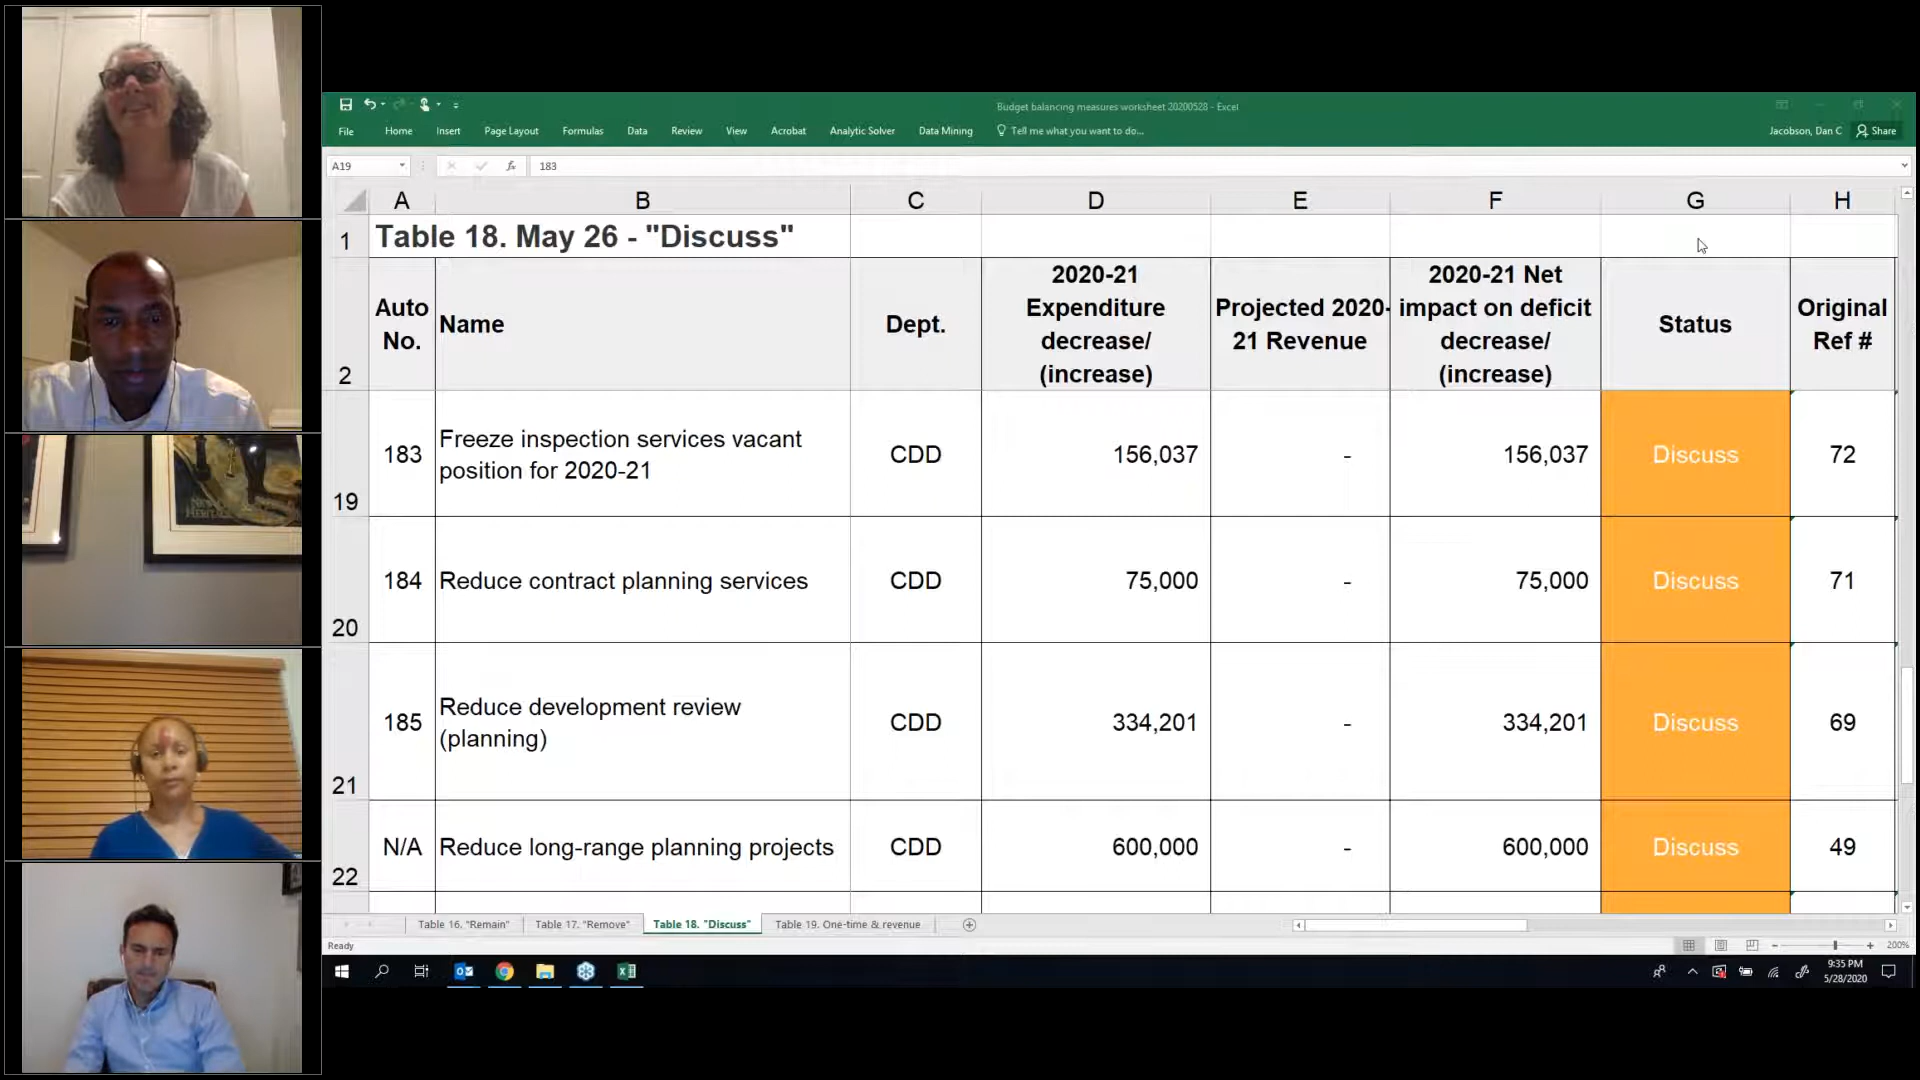 Budget balancing measures worksheet 20200528 - Excel
File Home Insert Page Layout Formulas Data Review View Acrobat Analytic Solver Data Mining Tell me what you want to do... Jacobson, Dan C Share
A19 fx 183
A B C D E F G H
1 Table 18. May 26 - "Discuss"
2020-21 2020-21 Net
Auto Expenditure Projected 2020- impact on deficit Original
Name Dept. Status
No. decrease/ 21 Revenue decrease/ Ref #
2 (increase) (increase)
Freeze inspection services vacant
183 CDD 156,037 - 156,037 Discuss 72
position for 2020-21
19
184 Reduce contract planning services CDD 75,000 - 75,000 Discuss 71
20
Reduce development review
185 CDD 334,201 - 334,201 Discuss 69
(planning)
21
N/A Reduce long-range planning projects CDD 600,000 - 600,000 Discuss 49
22
Table 16. "Remain" Table 17. "Remove" Table 18. "Discuss" Table 19. One-time & revenue
Ready 200%
9:35 PM
5/28/2020